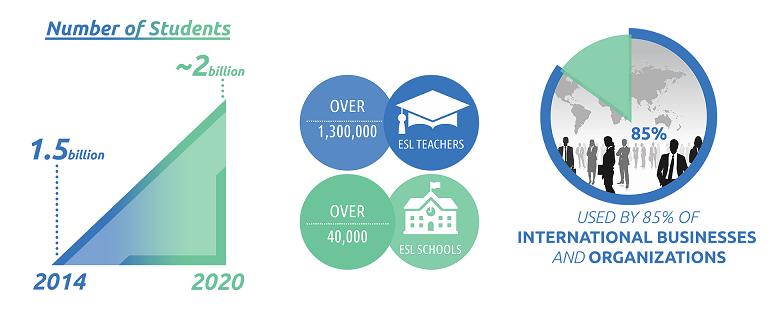 Number of Students
~2billion
1.5billion
2014
2020
OVER
1,300,000
ESL TEACHERS
OVER
40,000
ESL SCHOOLS
85%
USED BY 85% OF
INTERNATIONAL BUSINESSES
AND ORGANIZATIONS